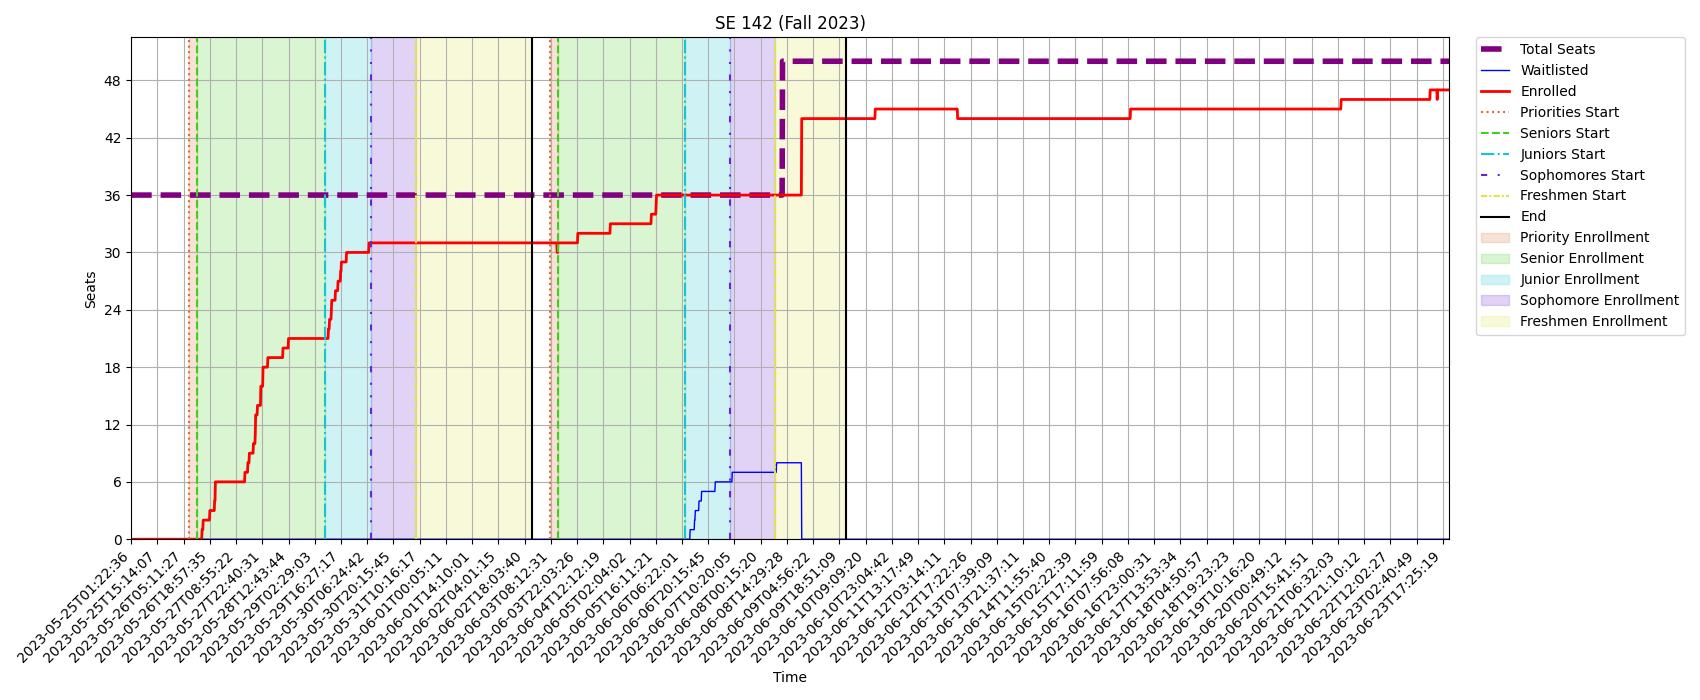 SE 142 (Fall 2023)
Seats
48
42
36
30
24
18
12
6
0
2023-05-25T01:22:36
2023-05-25T15:14:07
2023-05-26T05:11:27
2023-05-26T18:57:35
2023-05-27T08:55:22
2023-05-27T22:40:31
2023-05-28T12:43:44
2023-05-29T02:29:03
2023-05-29T16:27:17
2023-05-30T06:24:42
2023-05-30T20:15:45
2023-05-31T10:16:17
2023-06-01T00:05:11
2023-06-01T14:10:01
2023-06-02T04:01:15
2023-06-02T18:03:40
2023-06-03T08:12:31
2023-06-03T22:03:26
2023-06-04T12:12:19
2023-06-05T02:04:02
2023-06-05T16:11:21
2023-06-06T06:22:01
2023-06-06T20:15:45
2023-06-07T10:20:05
2023-06-08T00:15:20
2023-06-08T14:29:28
2023-06-09T04:56:22
2023-06-09T18:51:09
2023-06-10T09:09:20
2023-06-10T23:04:42
2023-06-11T13:17:49
2023-06-12T03:14:11
2023-06-12T17:22:26
2023-06-13T07:39:09
2023-06-13T21:37:11
2023-06-14T11:55:40
2023-06-15T02:22:39
2023-06-15T17:11:59
2023-06-16T07:56:08
2023-06-16T23:00:31
2023-06-17T13:53:34
2023-06-18T04:50:57
2023-06-18T19:23:23
2023-06-19T10:16:20
2023-06-20T00:49:12
2023-06-20T15:41:51
2023-06-21T06:32:03
2023-06-21T21:10:12
2023-06-22T12:02:27
2023-06-23T02:40:49
2023-06-23T17:25:19
Time
Total Seats
Waitlisted
Enrolled
Priorities Start
Seniors Start
Juniors Start
Sophomores Start
Freshmen Start
End
Priority Enrollment
Senior Enrollment
Junior Enrollment
Sophomore Enrollment
Freshmen Enrollment